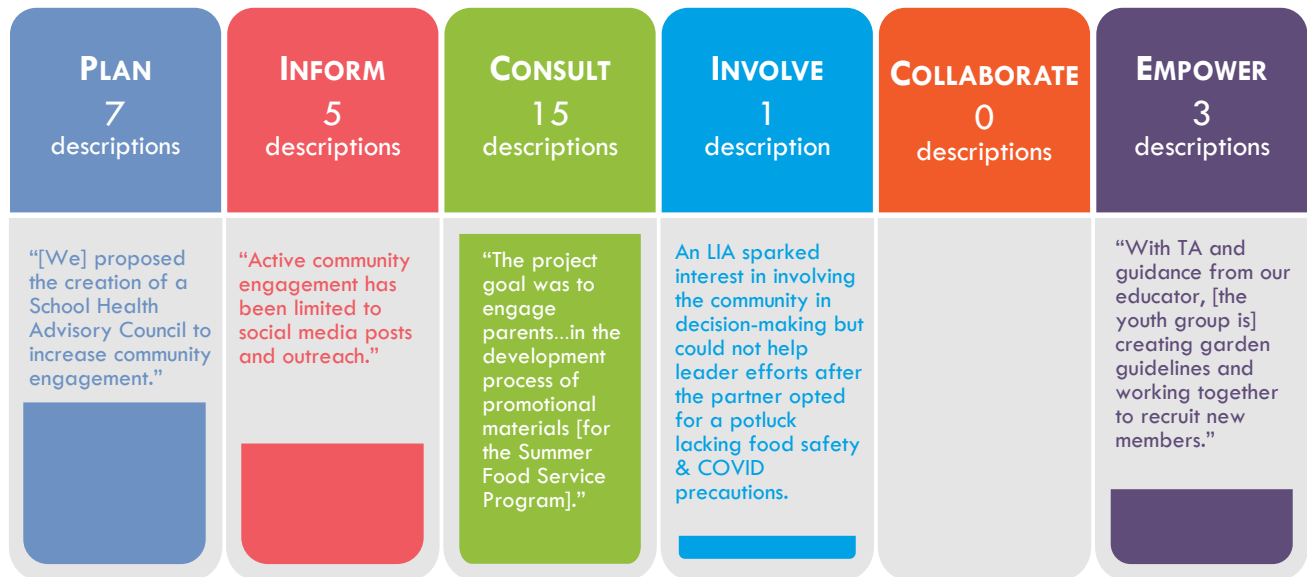 PLAN
7
descriptions
INFORM
5
descriptions
CONSULT
15
descriptions
INVOLVE
1
description
COLLABORATE
0
descriptions
EMPOWER
3
descriptions
“[We] proposed
the creation of a
School Health
Advisory Council to
increase community
engagement.”
“Active community
engagement has
been limited to
social media posts
and outreach.”
“The project
goal was to
engage
parents...in the
development
process of
promotional
materials [for
the Summer
Food Service
Program].”
An LIA sparked
interest in involving
the community in
decision-making but
could not help
leader efforts after
the partner opted
for a potluck
lacking food safety
& COVID
precautions.
“With TA and
guidance from our
educator, [the
youth group is]
creating garden
guidelines and
working together
to recruit new
members.”